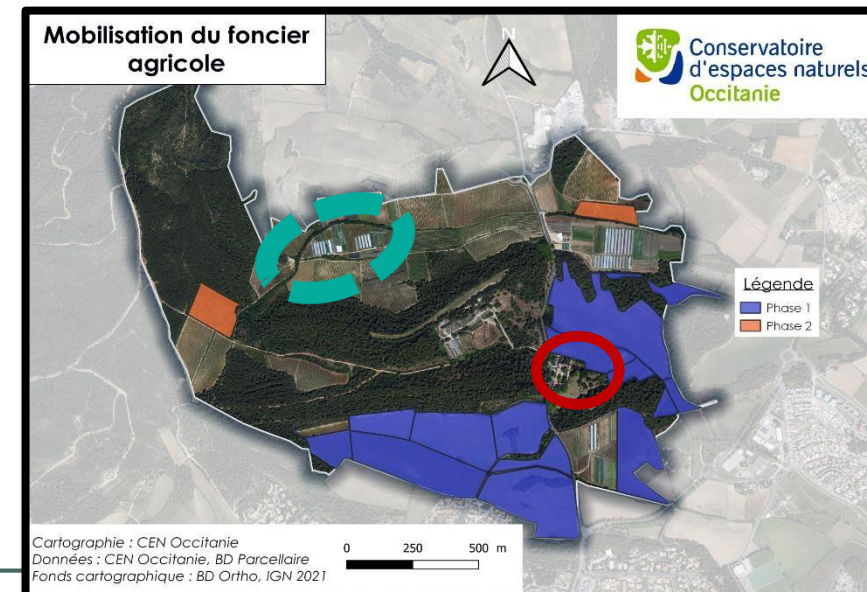 Mobilisation du foncier
agricole
N
Conservatoire
d'espaces naturels
Occitanie
Légende
Phase 1
Phase 2
Cartographie : CEN Occitanie
Données : CEN Occitanie, BD Parcellaire
Fonds cartographique : BD Ortho, IGN 2021
0 250 500 m